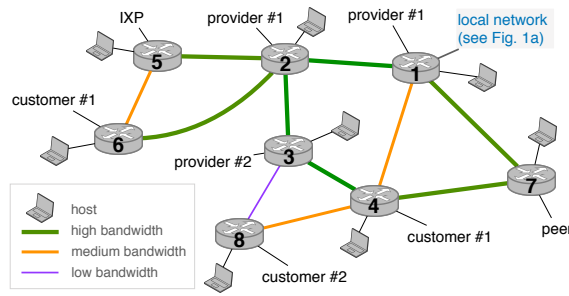 IXP
provider #1
provider #1
local network
(see Fig. 1a)
5
2
1
customer #1
6
provider #2
3
7
4
peer
host
high bandwidth
medium bandwidth
low bandwidth
8
customer #1
customer #2